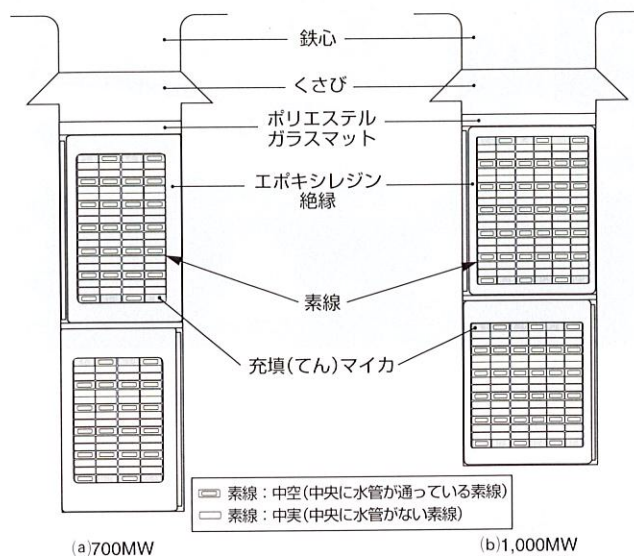 鉄心
くさび
ポリエステル
ガラスマット
エポキシレジン
絶縁
素線
充填(てん)マイカ
素線：中空(中央に水管が通っている素線)
素線：中実(中央に水管がない素線)
(a)700MW
(b)1,000MW